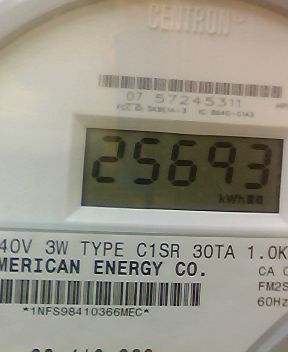 CENTRON
07 57245311
25693
kWh
40V 3W TYPE C1SR 30TA 1.0K
MERICAN ENERGY CO.
CA
FM2S
60Hz
*1NFS98410366MEC*